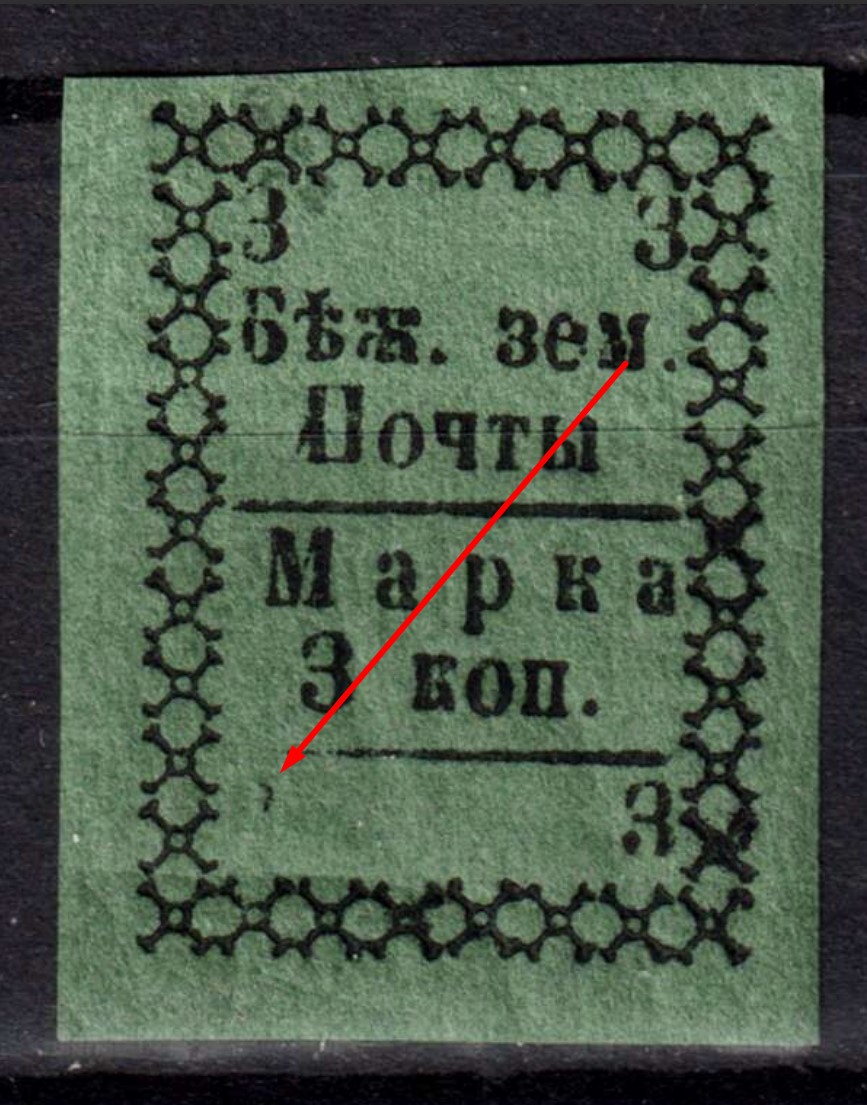 3 3
Бѣж. зем.
Почты
Марка
3 коп.
3